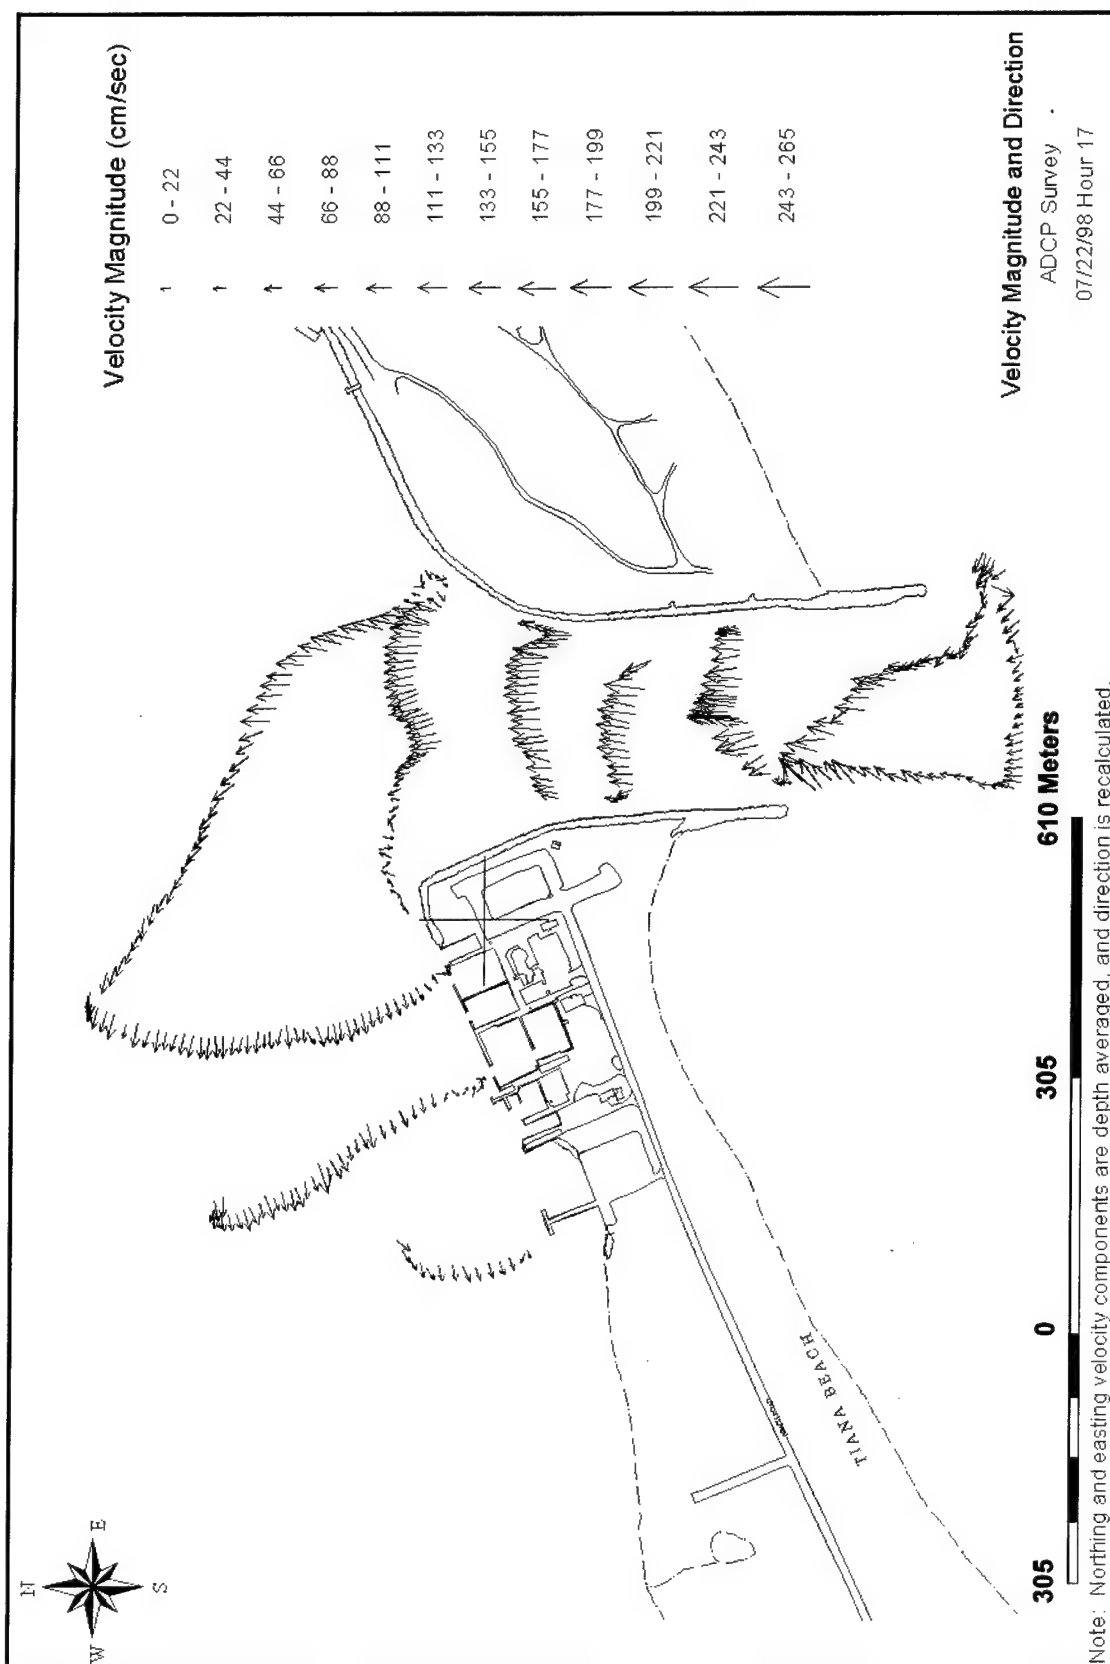 N
W
E
S
Velocity Magnitude (cm/sec)
0 - 22
22 - 44
44 - 66
66 - 88
88 - 111
111 - 133
133 - 155
155 - 177
177 - 199
199 - 221
221 - 243
243 - 265
TIANA BEACH
305
0
305
610 Meters
Velocity Magnitude and Direction
ADCP Survey
07/22/98 Hour 17
Note: Northing and easting velocity components are depth averaged, and direction is recalculated.